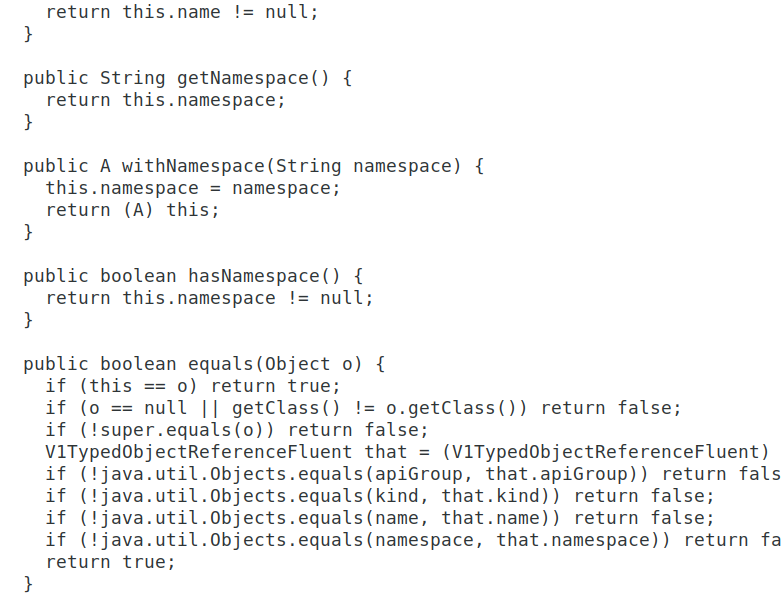 return this.name != null;
}
public String getNamespace() {
return this.namespace;
}
public A withNamespace(String namespace) {
this.namespace = namespace;
return (A) this;
}
public boolean hasNamespace() {
return this.namespace != null;
}
public boolean equals(Object o) {
if (this == o) return true;
if (o == null || getClass() != o.getClass()) return false;
if (!super.equals(o)) return false;
V1TypedObjectReferenceFluent that = (V1TypedObjectReferenceFluent)
if (!java.util.Objects.equals(apiGroup, that.apiGroup)) return fals
if (!java.util.Objects.equals(kind, that.kind)) return false;
if (!java.util.Objects.equals(name, that.name)) return false;
if (!java.util.Objects.equals(namespace, that.namespace)) return fa
return true;
}